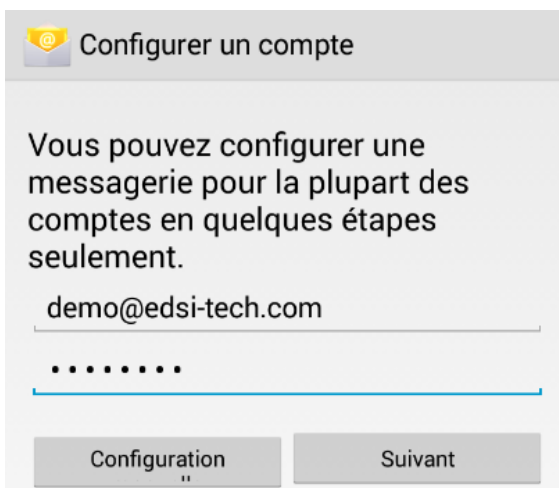 Configurer un compte
Vous pouvez configurer une
messagerie pour la plupart des
comptes en quelques étapes
seulement.
demo@edsi-tech.com
••••••••
Configuration
Suivant